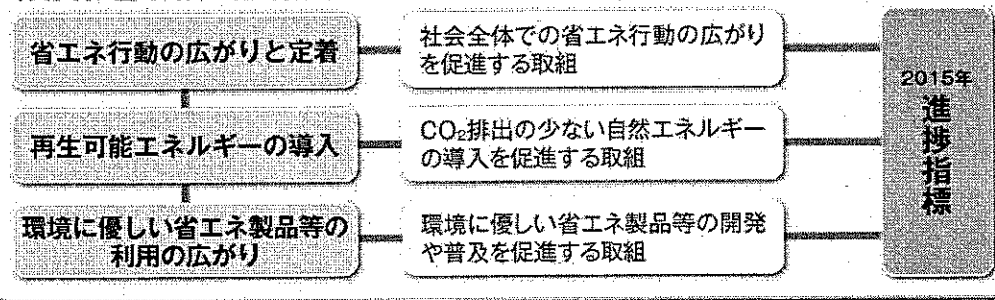 省エネ行動の広がりと定着
社会全体での省エネ行動の広がり
を促進する取組
再生可能エネルギーの導入
CO₂排出の少ない自然エネルギー
の導入を促進する取組
環境に優しい省エネ製品等の
利用の広がり
環境に優しい省エネ製品等の開発
や普及を促進する取組
2015年
進捗指標